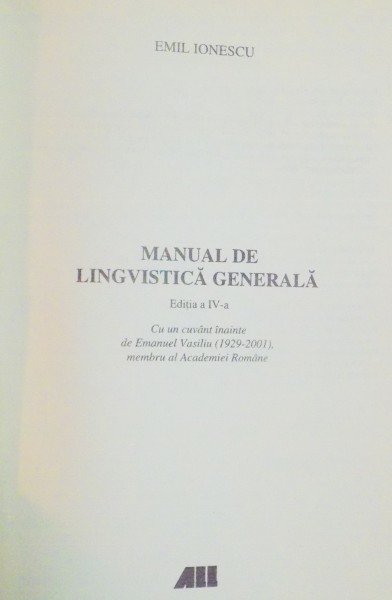 EMIL IONESCU
MANUAL DE
LINGVISTICĂ GENERALĂ
Ediţia a IV-a
Cu un cuvânt înainte
de Emanuel Vasiliu (1929-2001),
membru al Academiei Române
ALL